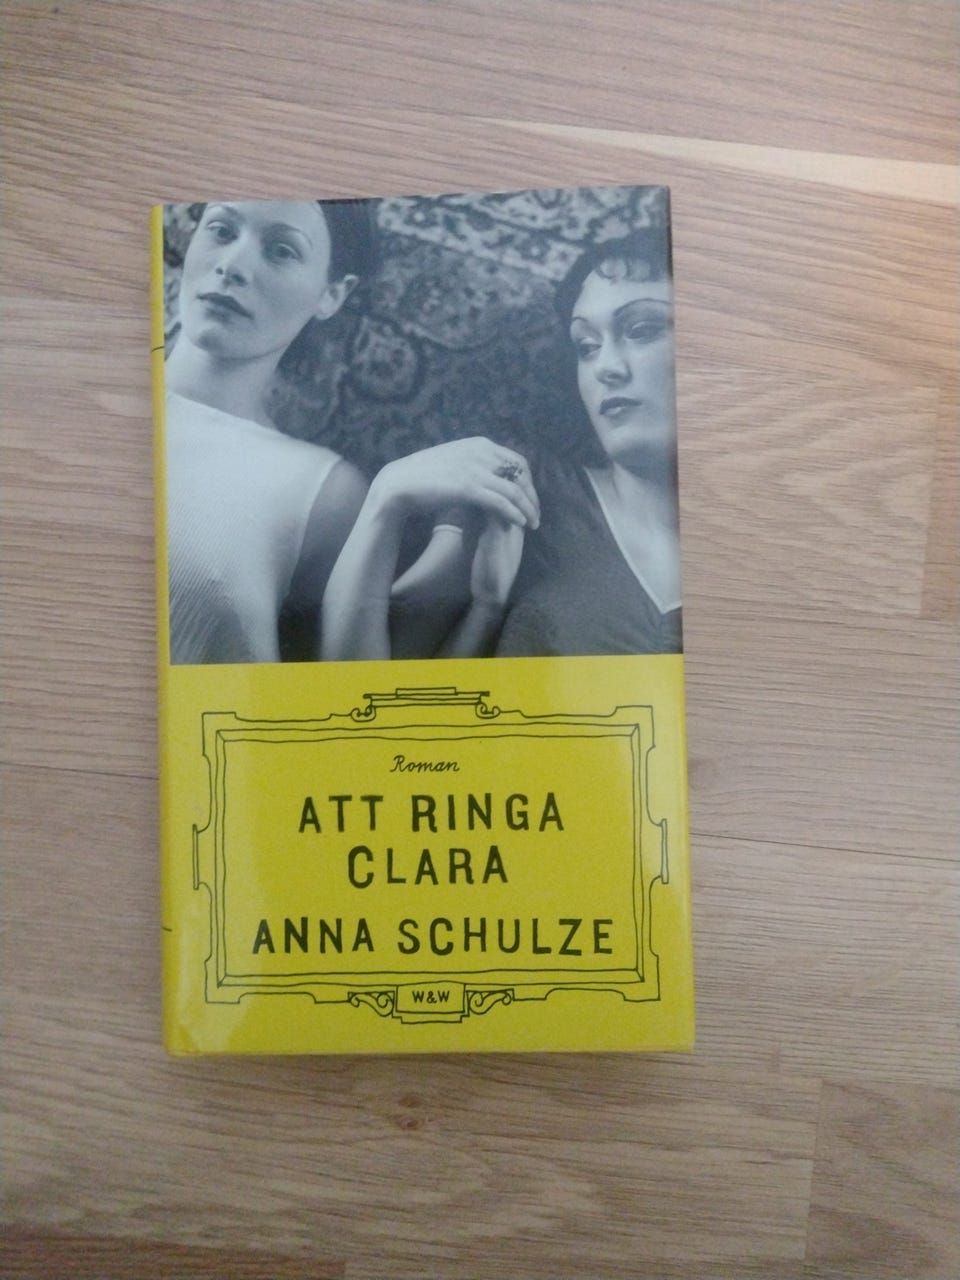 Roman
ATT RINGA
CLARA
ANNA SCHULZE
W&W